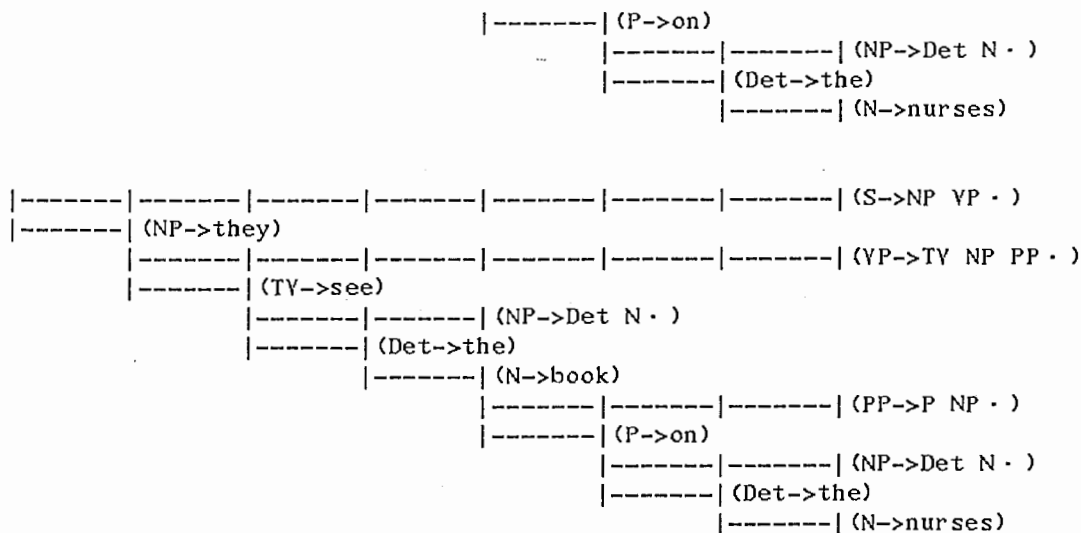 |-------|(P->on)
|-------|-------|(NP->Det N · )
|-------|(Det->the)
|-------|(N->nurses)
|-------|-------|-------|-------|-------|-------|-------|(S->NP VP · )
|-------|(NP->they)
|-------|-------|-------|-------|-------|-------|(VP->TV NP PP · )
|-------|(TV->see)
|-------|-------|(NP->Det N · )
|-------|(Det->the)
|-------|(N->book)
|-------|-------|-------|(PP->P NP · )
|-------|(P->on)
|-------|-------|(NP->Det N · )
|-------|(Det->the)
|-------|(N->nurses)